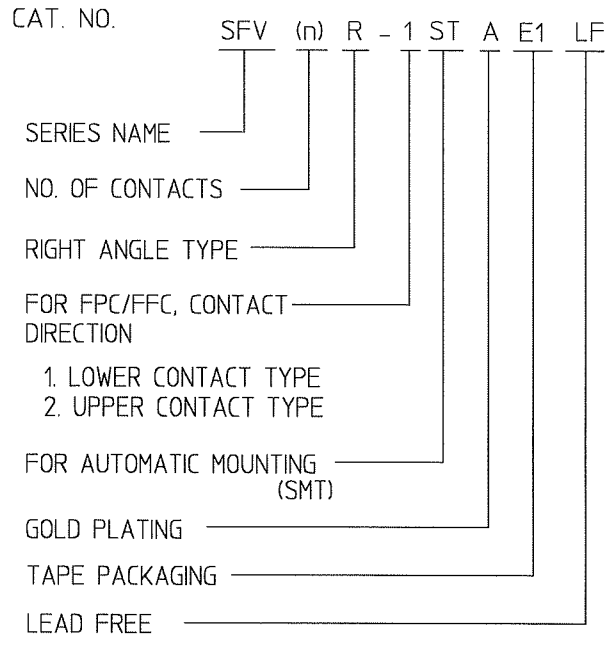 CAT. NO.
SFV (n) R - 1 ST A E1 LF
SERIES NAME
NO. OF CONTACTS
RIGHT ANGLE TYPE
FOR FPC/FFC, CONTACT
DIRECTION
1. LOWER CONTACT TYPE
2. UPPER CONTACT TYPE
FOR AUTOMATIC MOUNTING
(SMT)
GOLD PLATING
TAPE PACKAGING
LEAD FREE